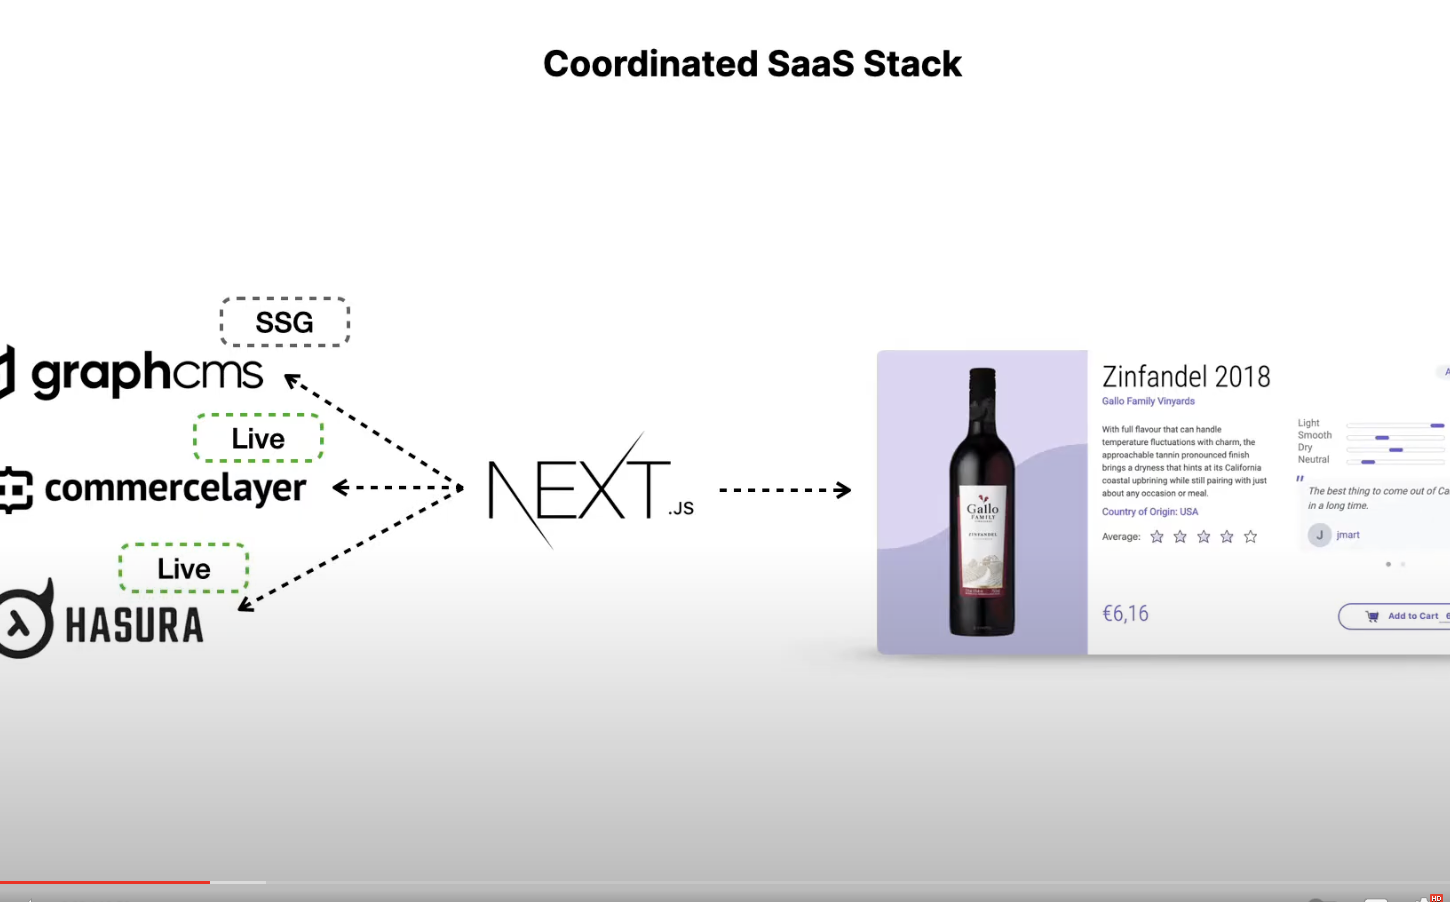 Coordinated SaaS Stack
SSG
graphcms
Live
commercelayer
Live
HASURA
NEXT.JS
Gallo
FAMILY
ZINFANDEL
Zinfandel 2018
Gallo Family Vinyards
With full flavour that can handle
temperature fluctuations with charm, the
approachable tannin pronounced finish
brings a dryness that hints at its California
coastal upbrining while still pairing with just
about any occasion or meal.
Country of Origin: USA
Average:
€6,16
A
Light
Smooth
Dry
Neutral
"
The best thing to come out of Ca
in a long time.
J jmart
Add to Cart
HD